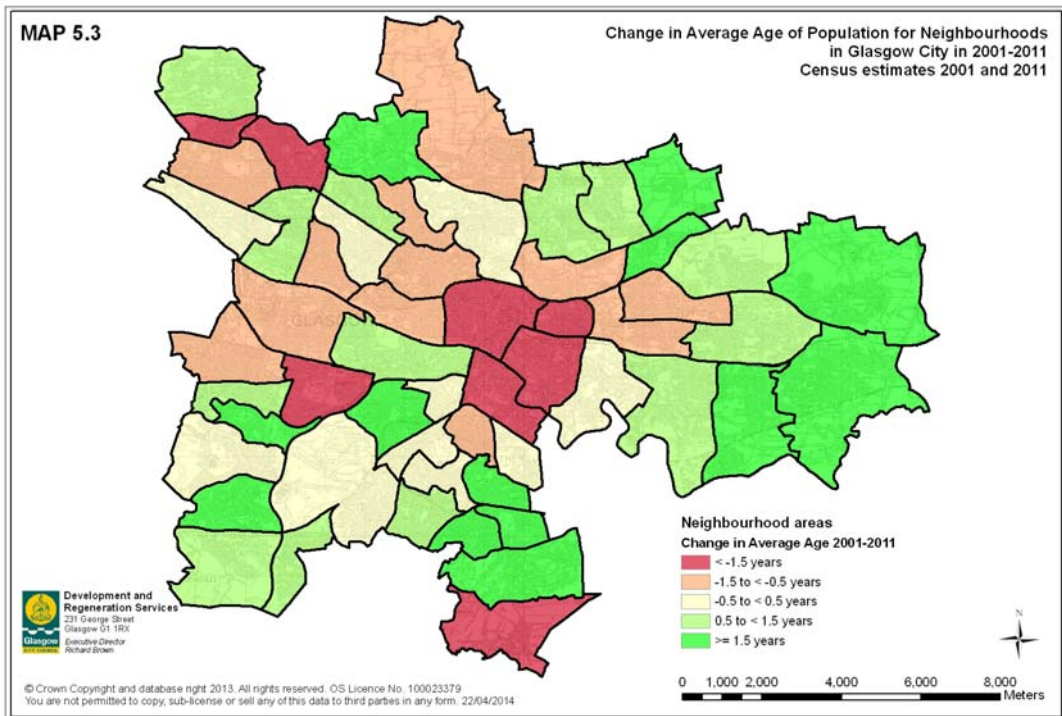 MAP 5.3
Change in Average Age of Population for Neighbourhoods
in Glasgow City in 2001-2011
Census estimates 2001 and 2011
Neighbourhood areas
Change in Average Age 2001-2011
< -1.5 years
-1.5 to < -0.5 years
-0.5 to < 0.5 years
0.5 to < 1.5 years
>= 1.5 years
Development and
Regeneration Services
231 George Street
Glasgow G1 1RX
Executive Director
Richard Brown
Glasgow
CITY COUNCIL
N
0 1,000 2,000 4,000 6,000 8,000
Meters
© Crown Copyright and database right 2013. All rights reserved. OS Licence No. 100023379
You are not permitted to copy, sub-license or sell any of this data to third parties in any form. 22/04/2014